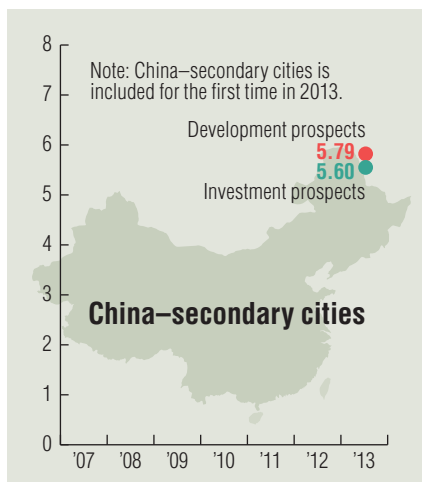 8
Note: China–secondary cities is
7
included for the first time in 2013.
Development prospects
6
5.79
5.60
5
Investment prospects
4
3
China–secondary cities
2
1
0
'07 '08 '09 '10 '11 '12 '13